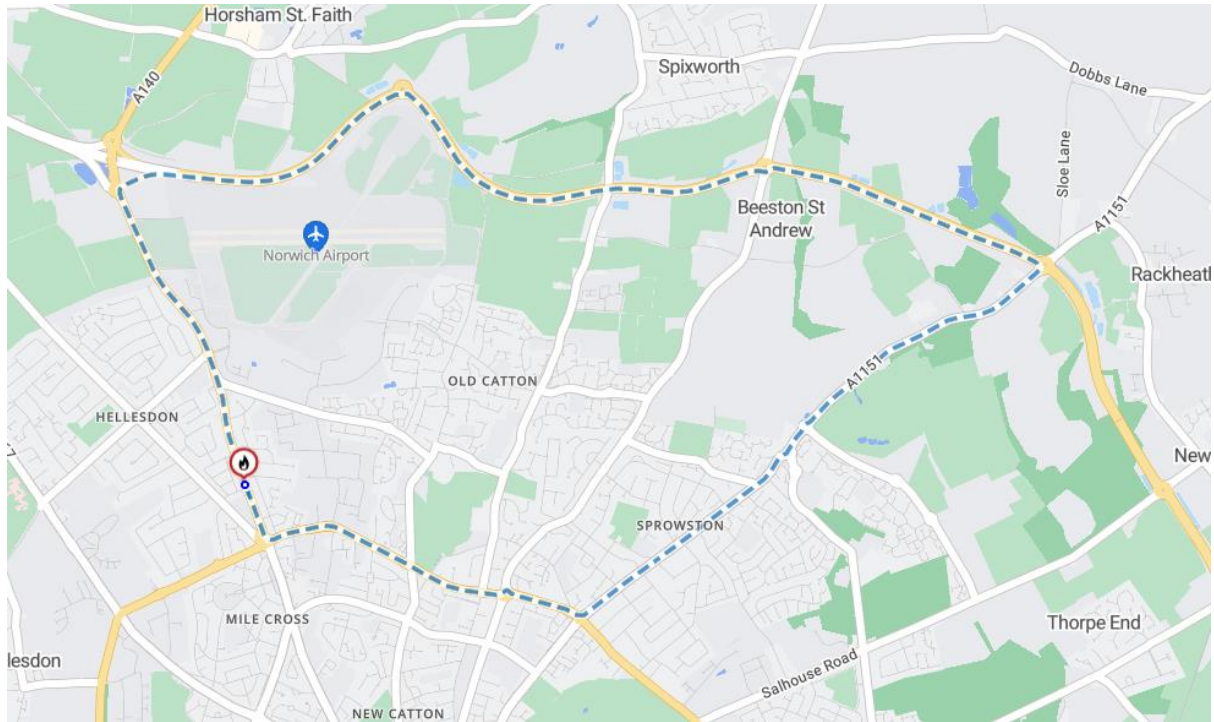 Horsham St. Faith
A140
Spixworth
Dobbs Lane
Sloe Lane
A1151
Beeston St
Andrew
Norwich Airport
Rackheath
OLD CATTON
A1151
HELLESDON
New
SPROWSTON
MILE CROSS
Thorpe End
lesdon
Salhouse Road
NEW CATTON